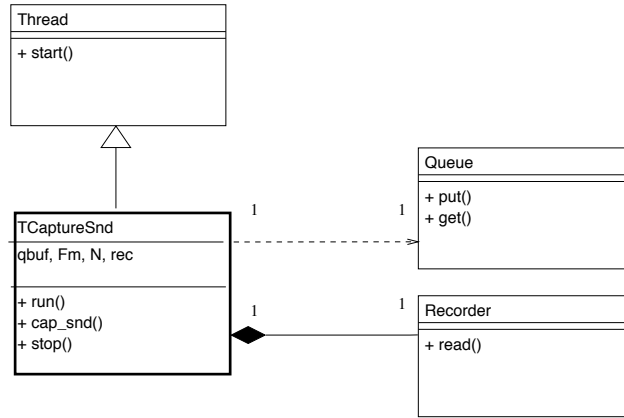 Thread
+ start()
Queue
+ put()
+ get()
1
1
TCaptureSnd
qbuf, Fm, N, rec
+ run()
+ cap_snd()
+ stop()
1
1
Recorder
+ read()